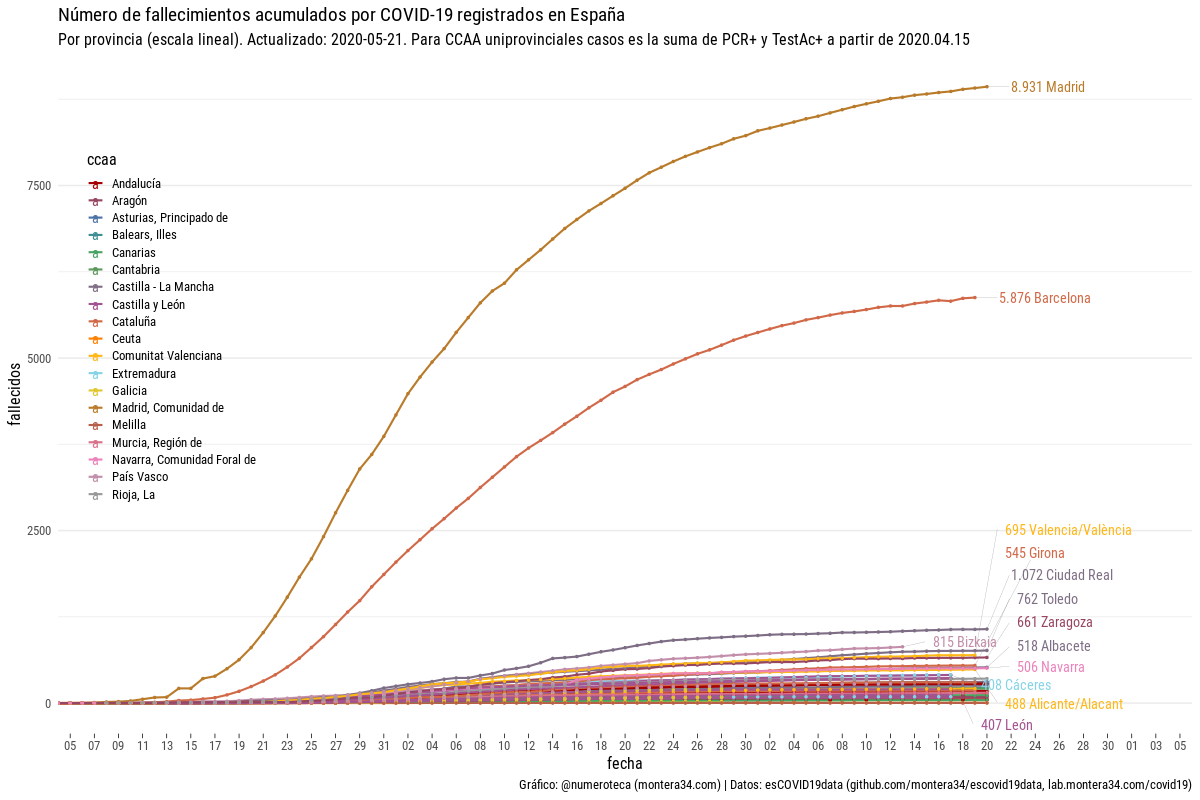 Número de fallecimientos acumulados por COVID-19 registrados en España
Por provincia (escala lineal). Actualizado: 2020-05-21. Para CCAA uniprovinciales casos es la suma de PCR+ y TestAc+ a partir de 2020.04.15
8.931 Madrid
ccaa
Andalucía
Aragón
Asturias, Principado de
Balears, Illes
Canarias
Cantabria
Castilla - La Mancha
Castilla y León
Cataluña
Ceuta
Comunitat Valenciana
Extremadura
Galicia
Madrid, Comunidad de
Melilla
Murcia, Región de
Navarra, Comunidad Foral de
País Vasco
Rioja, La
7500
5000
2500
0
fallecidos
5.876 Barcelona
695 Valencia/València
545 Girona
1.072 Ciudad Real
762 Toledo
661 Zaragoza
815 Bizkaia
518 Albacete
506 Navarra
Cáceres
488 Alicante/Alacant
407 León
05 07 09 11 13 15 17 19 21 23 25 27 29 31 02 04 06 08 10 12 14 16 18 20 22 24 26 28 30 02 04 06 08 10 12 14 16 18 20 22 24 26 28 30 01 03 05
fecha
Gráfico: @numeroteca (montera34.com) | Datos: esCOVID19data (github.com/montera34/escovid19data, lab.montera34.com/covid19)